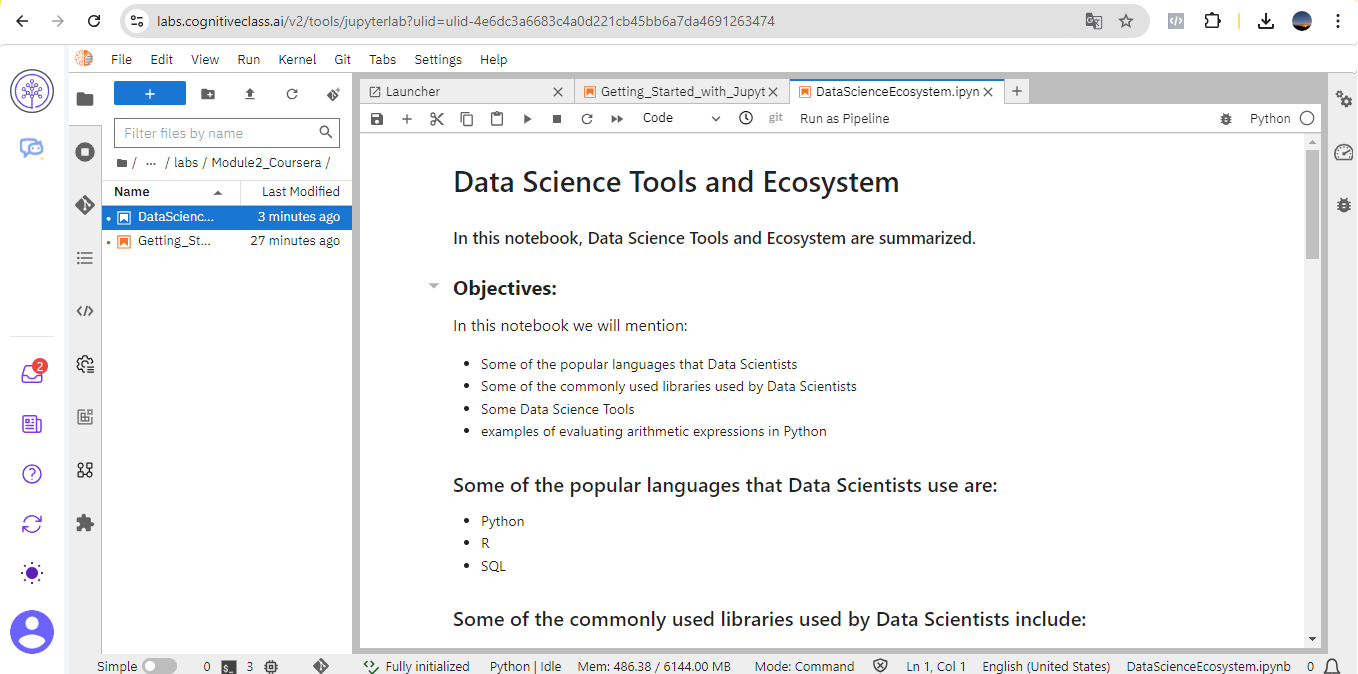 labs.cognitiveclass.ai/v2/tools/jupyterlab?ulid=ulid-4e6dc3a6683c4a0d221cb45bb6a7da4691263474
File Edit View Run Kernel Git Tabs Settings Help
+
Launcher
Getting_Started_with_Jupyt
DataScienceEcosystem.ipyn
+
Filter files by name
Code
git
Run as Pipeline
Python
/ ... / labs / Module2_Coursera /
Name
Last Modified
DataScienc... 3 minutes ago
Getting_St... 27 minutes ago
2
Data Science Tools and Ecosystem
In this notebook, Data Science Tools and Ecosystem are summarized.
Objectives:
In this notebook we will mention:
• Some of the popular languages that Data Scientists
• Some of the commonly used libraries used by Data Scientists
• Some Data Science Tools
• examples of evaluating arithmetic expressions in Python
Some of the popular languages that Data Scientists use are:
• Python
• R
• SQL
Some of the commonly used libraries used by Data Scientists include:
Simple 0 3 Fully initialized Python | Idle Mem: 486.38 / 6144.00 MB Mode: Command Ln 1, Col 1 English (United States) DataScienceEcosystem.ipynb 0